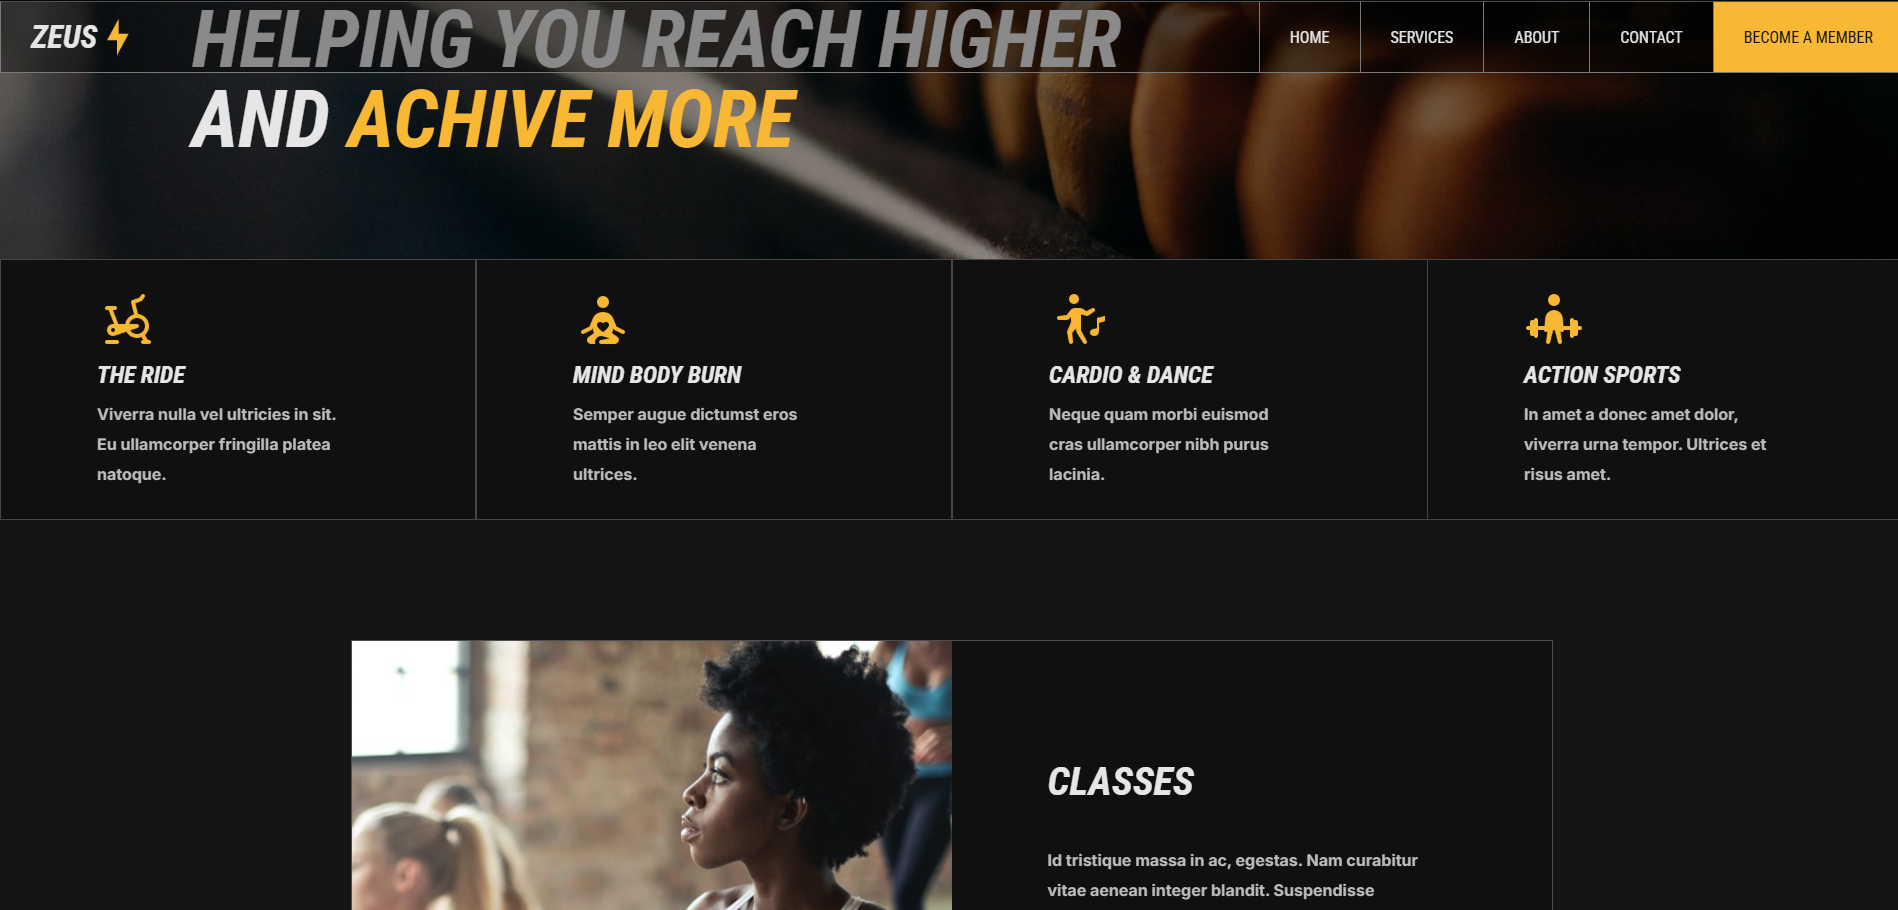 ZEUS
HOME
SERVICES
ABOUT
CONTACT
BECOME A MEMBER
HELPING YOU REACH HIGHER
AND ACHIVE MORE
THE RIDE
Viverra nulla vel ultricies in sit.
Eu ullamcorper fringilla platea
natoque.
MIND BODY BURN
Semper augue dictumst eros
mattis in leo elit venena
ultrices.
CARDIO & DANCE
Neque quam morbi euismod
cras ullamcorper nibh purus
lacinia.
ACTION SPORTS
In amet a donec amet dolor,
viverra urna tempor. Ultrices et
risus amet.
CLASSES
Id tristique massa in ac, egestas. Nam curabitur
vitae aenean integer blandit. Suspendisse